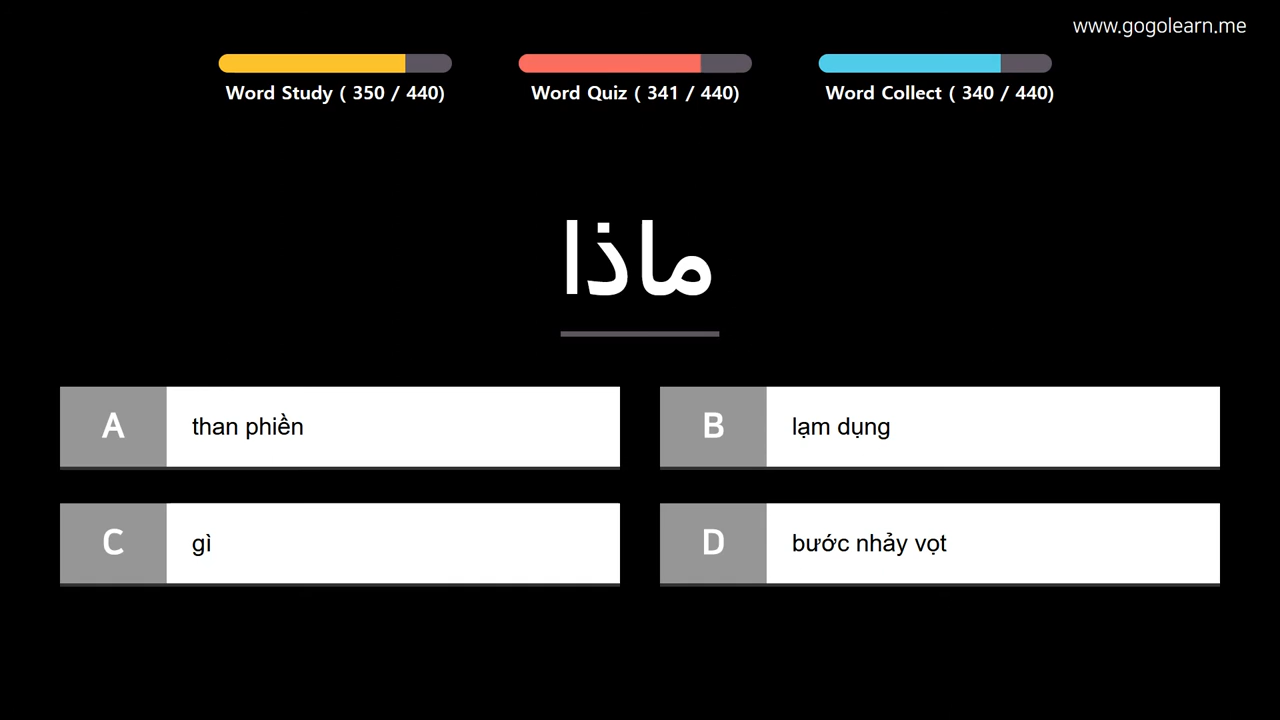 www.gogolearn.me
Word Study ( 350 / 440)
Word Quiz ( 341 / 440)
Word Collect ( 340 / 440)
ماذا
A than phiền
B lạm dụng
C gì
D bước nhảy vọt